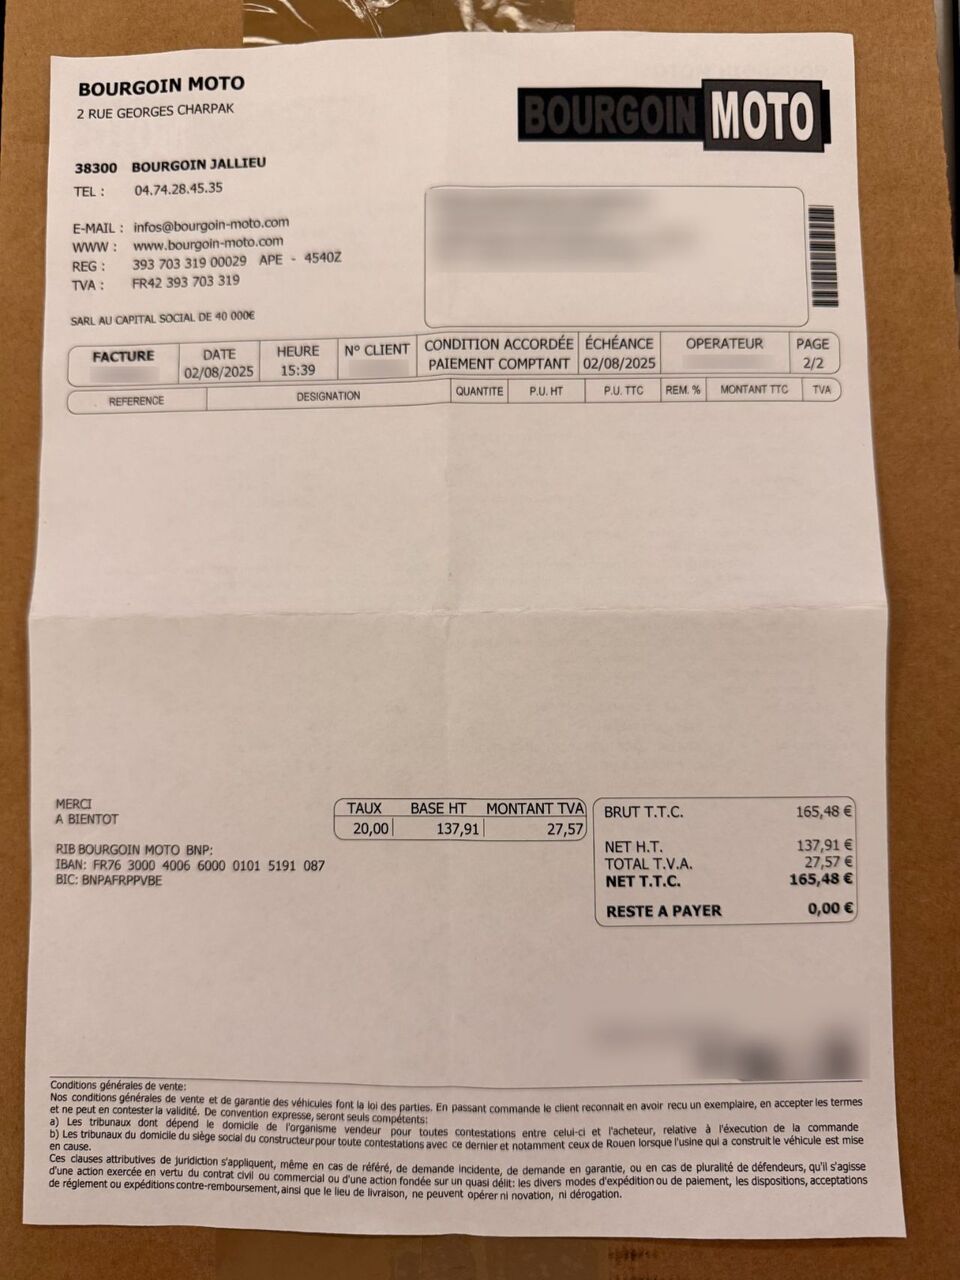 BOURGOIN MOTO
2 RUE GEORGES CHARPAK
38300 BOURGOIN JALLIEU
TEL : 04.74.28.45.35
E-MAIL : infos@bourgoin-moto.com
WWW : www.bourgoin-moto.com
REG : 393 703 319 00029 APE - 4540Z
TVA : FR42 393 703 319
SARL AU CAPITAL SOCIAL DE 40 000€
BOURGOIN MOTO
FACTURE DATE HEURE N° CLIENT CONDITION ACCORDÉE ÉCHÉANCE OPERATEUR PAGE
02/08/2025 15:39 PAIEMENT COMPTANT 02/08/2025 2/2
REFERENCE DESIGNATION QUANTITE P.U. HT P.U. TTC REM. % MONTANT TTC TVA
MERCI
A BIENTOT
RIB BOURGOIN MOTO BNP:
IBAN: FR76 3000 4006 6000 0101 5191 087
BIC: BNPAFRPPVBE
TAUX BASE HT MONTANT TVA
20,00 137,91 27,57
BRUT T.T.C. 165,48 €
NET H.T. 137,91 €
TOTAL T.V.A. 27,57 €
NET T.T.C. 165,48 €
RESTE A PAYER 0,00 €
Conditions générales de vente:
Nos conditions générales de vente et de garantie des véhicules font la loi des parties. En passant commande le client reconnait en avoir recu un exemplaire, en accepter les termes
et ne peut en contester la validité. De convention expresse, seront seuls compétents:
a) Les tribunaux dont dépend le domicile de l'organisme vendeur pour toutes contestations entre celui-ci et l'acheteur, relative à l'éxecution de la commande
b) Les tribunaux du domicile du siège social du constructeur pour toute contestations avec ce dernier et notamment ceux de Rouen lorsque l'usine qui a construit le véhicule est mise
en cause.
Ces clauses attributives de juridiction s'appliquent, même en cas de référé, de demande incidente, de demande en garantie, ou en cas de pluralité de défendeurs, qu'il s'agisse
d'une action exercée en vertu du contrat civil ou commercial ou d'une action fondée sur un quasi délit: les divers modes d'expédition ou de paiement, les dispositions, acceptations
de réglement ou expéditions contre-remboursement, ainsi que le lieu de livraison, ne peuvent opérer ni novation, ni dérogation.